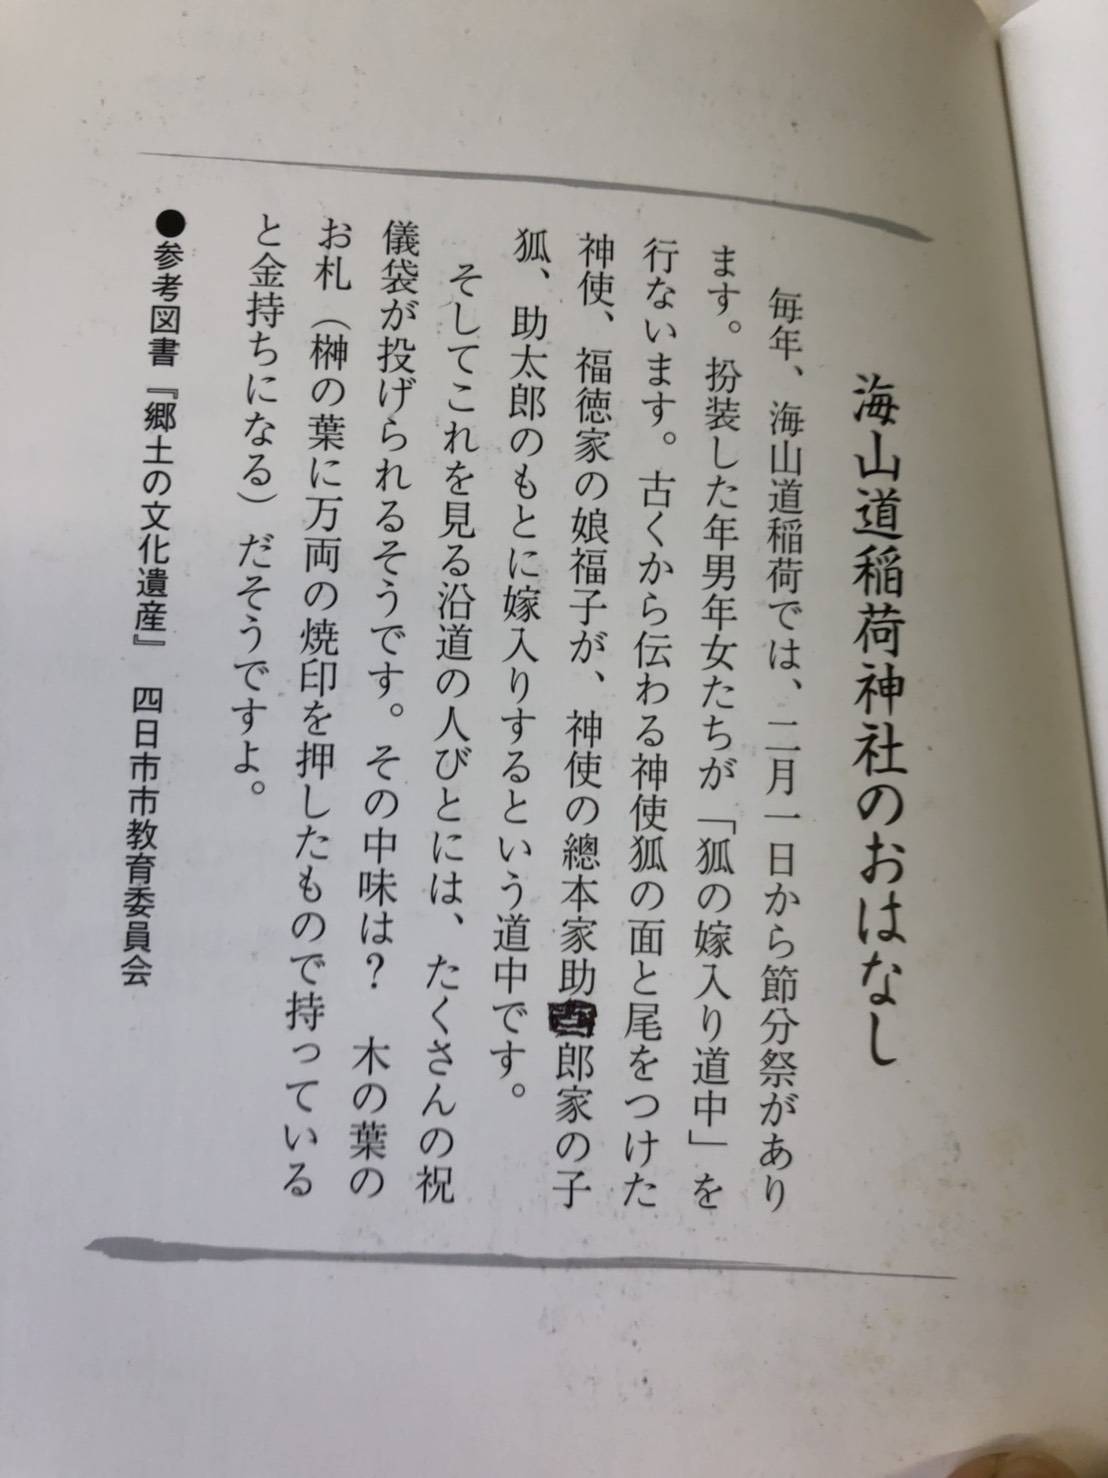 海山道稲荷神社のおはなし
毎年、海山道稲荷では、二月一日から節分祭があり
ます。扮装した年男年女たちが「狐の嫁入り道中」を
行ないます。古くから伝わる神使狐の面と尾をつけた
神使、福徳家の娘福子が、神使の總本家助郎家の子
狐、助太郎のもとに嫁入りするという道中です。
そしてこれを見る沿道の人びとには、たくさんの祝
儀袋が投げられるそうです。その中味は？　木の葉の
お札（榊の葉に万両の焼印を押したもので持っている
と金持ちになる）だそうですよ。
●参考図書『郷土の文化遺産』　四日市市教育委員会